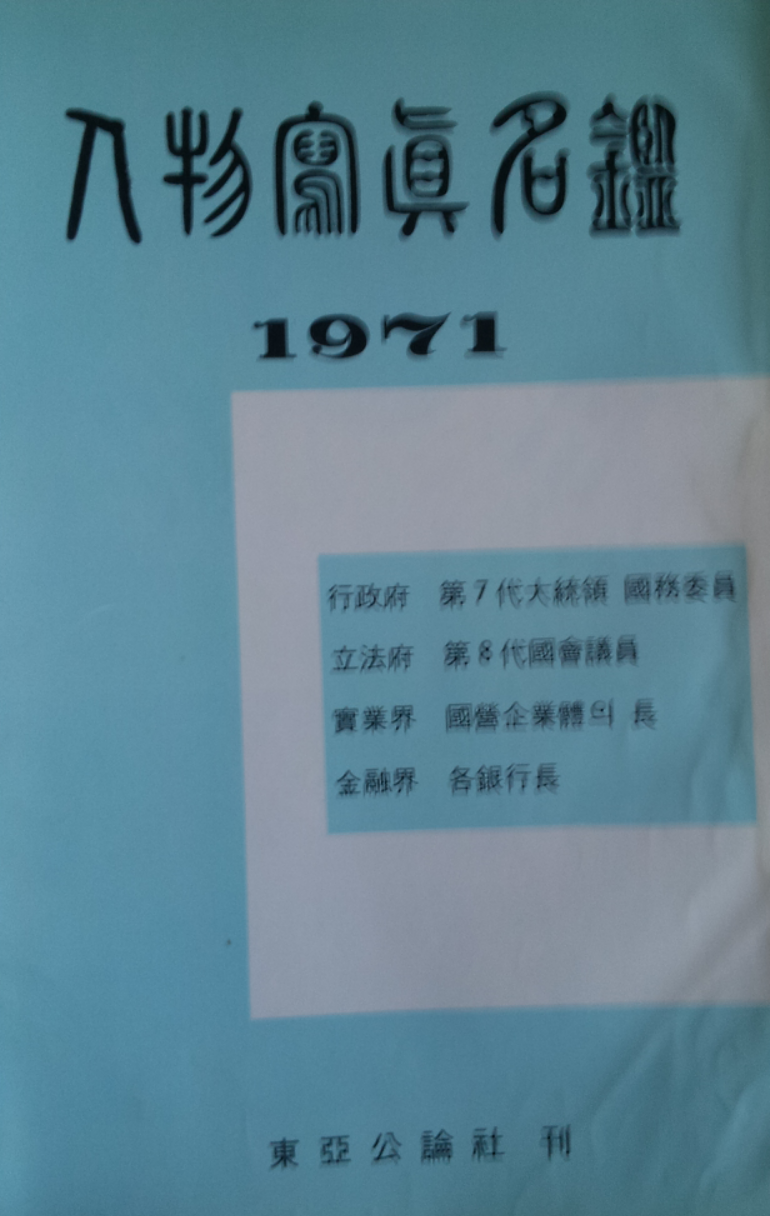 人物寫眞名鑑
1971
行政府 第7代大統領 國務委員
立法府 第8代國會議員
實業界 國營企業體의 長
金融界 各銀行長
東亞公論社 刊